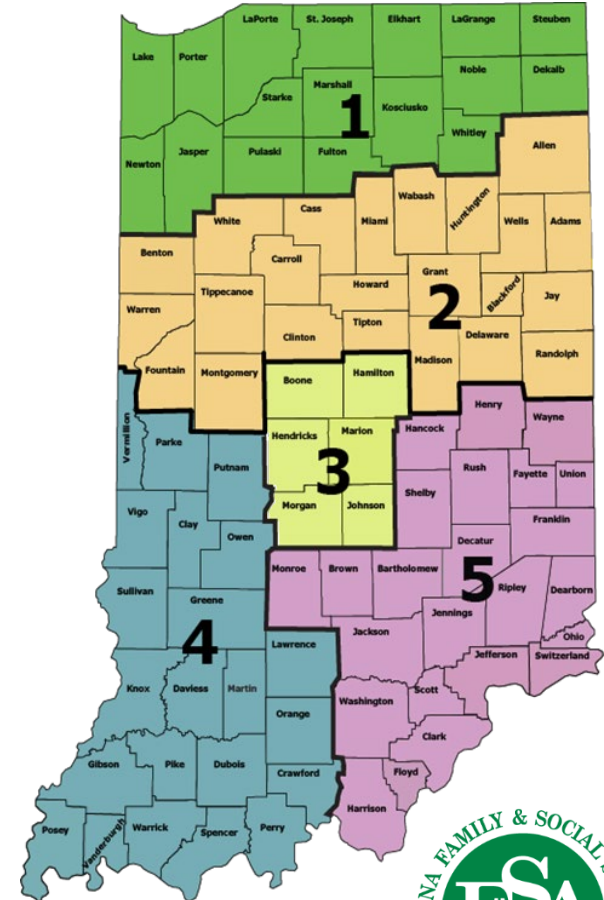 LaPorte
St. Joseph
Elkhart
LaGrange
Steuben
Lake
Porter
Noble
Dekalb
Starke
Marshall
Kosciusko
1
Whitley
Allen
Newton
Jasper
Pulaski
Fulton
Wabash
Huntington
White
Cass
Miami
Wells
Adams
Benton
Carroll
Grant
Howard
Blackford
Jay
Tippecanoe
Warren
2
Tipton
Clinton
Delaware
Madison
Randolph
Fountain
Montgomery
Boone
Hamilton
Henry
Wayne
Vermillion
Parke
Hendricks
Marion
Hancock
Putnam
3
Rush
Fayette
Union
Shelby
Vigo
Clay
Owen
Morgan
Johnson
Franklin
Decatur
Monroe
Brown
Bartholomew
5
Ripley
Dearborn
Sullivan
Greene
Jennings
4
Jackson
Ohio
Lawrence
Jefferson
Switzerland
Knox
Daviess
Martin
Washington
Scott
Orange
Clark
Gibson
Pike
Dubois
Crawford
Floyd
Harrison
Posey
Vanderburgh
Warrick
Spencer
Perry
NA FAMILY & SOCIAL
FSSA